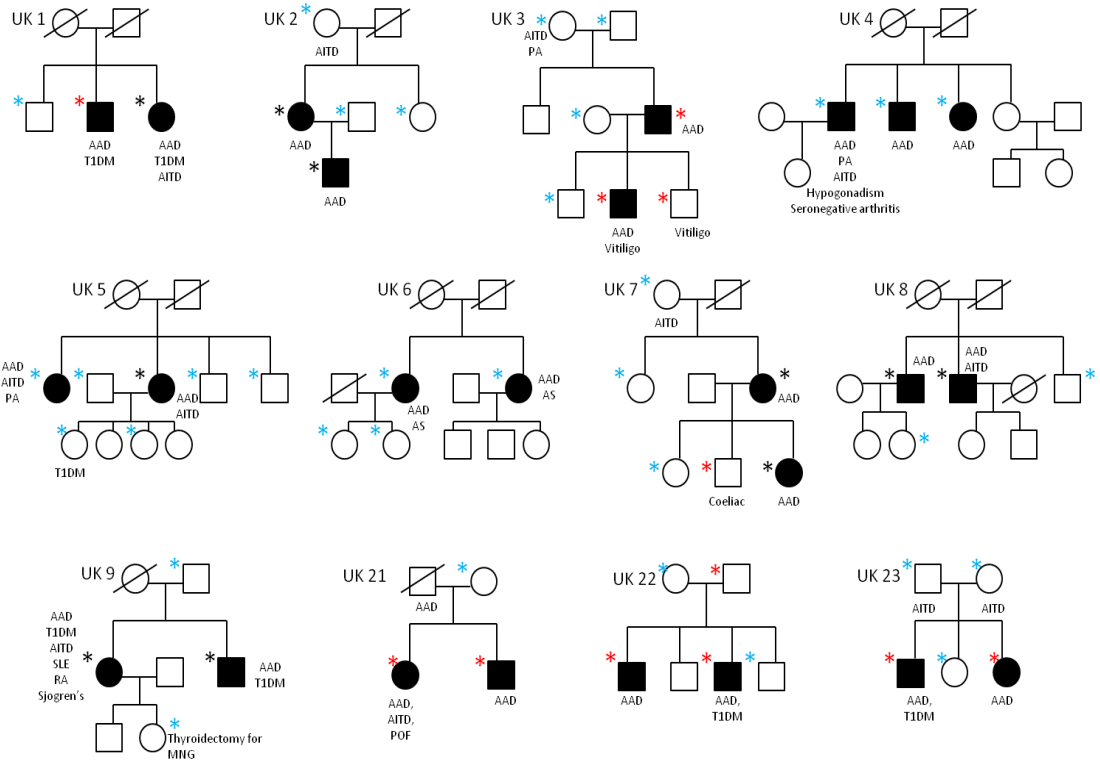 UK 1
AAD
T1DM
AAD
T1DM
AITD
UK 2
*
AITD
AAD
AAD
UK 3
AITD
PA
AAD
AAD
Vitiligo
Vitiligo
UK 4
AAD
PA
AITD
AAD
AAD
Hypogonadism
Seronegative arthritis
UK 5
AAD
AITD
PA
AAD
AITD
T1DM
UK 6
AAD
AS
AAD
AS
UK 7
AITD
AAD
Coeliac
AAD
UK 8
AAD
AAD
AITD
UK 9
AAD
T1DM
AITD
SLE
RA
Sjogren's
AAD
T1DM
Thyroidectomy for
MNG
UK 21
AAD
AAD,
AITD,
POF
AAD
UK 22
AAD
AAD,
T1DM
UK 23
AITD
AITD
AAD,
T1DM
AAD